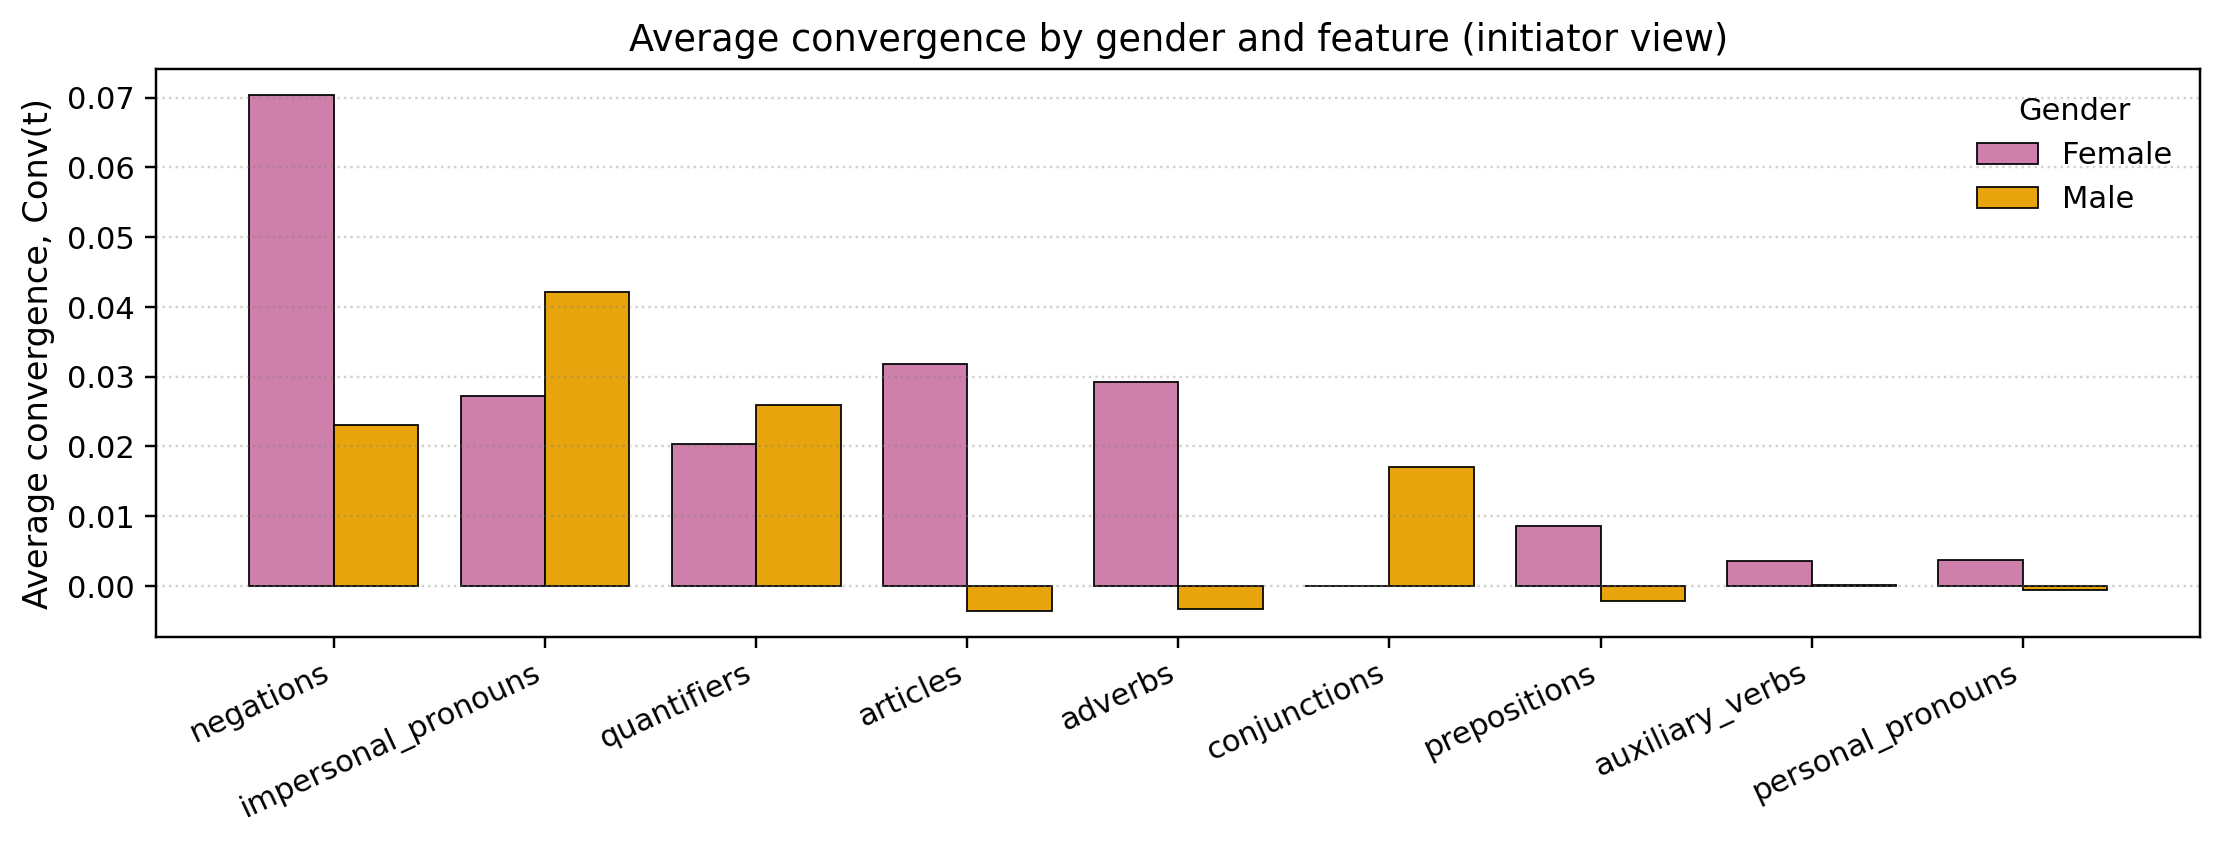 Average convergence by gender and feature (initiator view)
Average convergence, Conv(t)
0.07
0.06
0.05
0.04
0.03
0.02
0.01
0.00
Gender
Female
Male
negations
impersonal_pronouns
quantifiers
articles
adverbs
conjunctions
prepositions
auxiliary_verbs
personal_pronouns